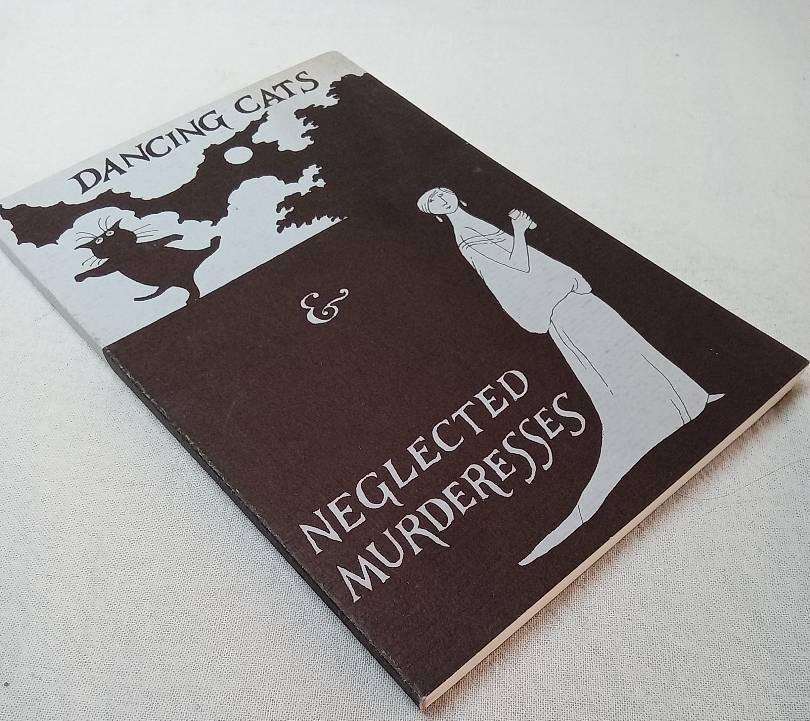 DANCING CATS
&
NEGLECTED
MURDERESSES